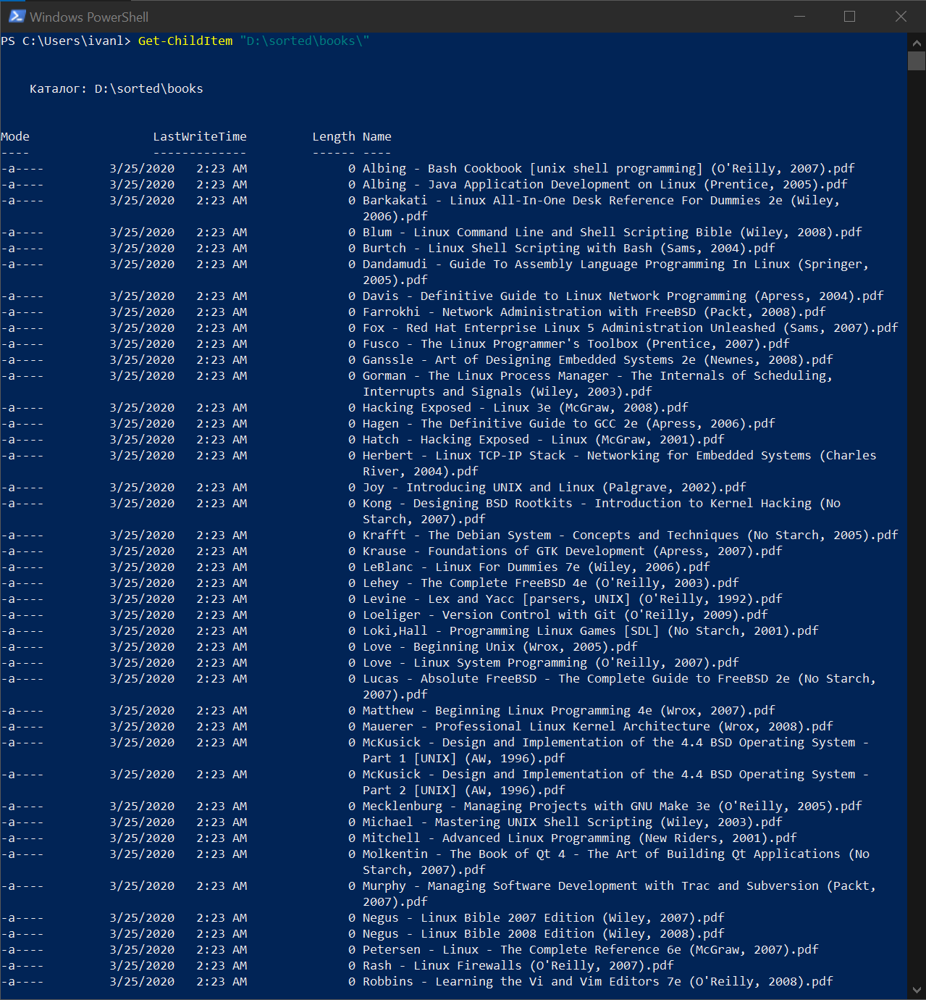 Windows PowerShell
PS C:\Users\ivanl> Get-ChildItem "D:\sorted\books\"
Каталог: D:\sorted\books
Mode LastWriteTime Length Name
---- ------------- ------ ----
-a---- 3/25/2020 2:23 AM 0 Albing - Bash Cookbook [unix shell programming] (O'Reilly, 2007).pdf
-a---- 3/25/2020 2:23 AM 0 Albing - Java Application Development on Linux (Prentice, 2005).pdf
-a---- 3/25/2020 2:23 AM 0 Barkakati - Linux All-In-One Desk Reference For Dummies 2e (Wiley,
2006).pdf
-a---- 3/25/2020 2:23 AM 0 Blum - Linux Command Line and Shell Scripting Bible (Wiley, 2008).pdf
-a---- 3/25/2020 2:23 AM 0 Burtch - Linux Shell Scripting with Bash (Sams, 2004).pdf
-a---- 3/25/2020 2:23 AM 0 Dandamudi - Guide To Assembly Language Programming In Linux (Springer,
2005).pdf
-a---- 3/25/2020 2:23 AM 0 Davis - Definitive Guide to Linux Network Programming (Apress, 2004).pdf
-a---- 3/25/2020 2:23 AM 0 Farrokhi - Network Administration with FreeBSD (Packt, 2008).pdf
-a---- 3/25/2020 2:23 AM 0 Fox - Red Hat Enterprise Linux 5 Administration Unleashed (Sams, 2007).pdf
-a---- 3/25/2020 2:23 AM 0 Fusco - The Linux Programmer's Toolbox (Prentice, 2007).pdf
-a---- 3/25/2020 2:23 AM 0 Ganssle - Art of Designing Embedded Systems 2e (Newnes, 2008).pdf
-a---- 3/25/2020 2:23 AM 0 Gorman - The Linux Process Manager - The Internals of Scheduling,
Interrupts and Signals (Wiley, 2003).pdf
-a---- 3/25/2020 2:23 AM 0 Hacking Exposed - Linux 3e (McGraw, 2008).pdf
-a---- 3/25/2020 2:23 AM 0 Hagen - The Definitive Guide to GCC 2e (Apress, 2006).pdf
-a---- 3/25/2020 2:23 AM 0 Hatch - Hacking Exposed - Linux (McGraw, 2001).pdf
-a---- 3/25/2020 2:23 AM 0 Herbert - Linux TCP-IP Stack - Networking for Embedded Systems (Charles
River, 2004).pdf
-a---- 3/25/2020 2:23 AM 0 Joy - Introducing UNIX and Linux (Palgrave, 2002).pdf
-a---- 3/25/2020 2:23 AM 0 Kong - Designing BSD Rootkits - Introduction to Kernel Hacking (No
Starch, 2007).pdf
-a---- 3/25/2020 2:23 AM 0 Krafft - The Debian System - Concepts and Techniques (No Starch, 2005).pdf
-a---- 3/25/2020 2:23 AM 0 Krause - Foundations of GTK Development (Apress, 2007).pdf
-a---- 3/25/2020 2:23 AM 0 LeBlanc - Linux For Dummies 7e (Wiley, 2006).pdf
-a---- 3/25/2020 2:23 AM 0 Lehey - The Complete FreeBSD 4e (O'Reilly, 2003).pdf
-a---- 3/25/2020 2:23 AM 0 Levine - Lex and Yacc [parsers, UNIX] (O'Reilly, 1992).pdf
-a---- 3/25/2020 2:23 AM 0 Loeliger - Version Control with Git (O'Reilly, 2009).pdf
-a---- 3/25/2020 2:23 AM 0 Loki,Hall - Programming Linux Games [SDL] (No Starch, 2001).pdf
-a---- 3/25/2020 2:23 AM 0 Love - Beginning Unix (Wrox, 2005).pdf
-a---- 3/25/2020 2:23 AM 0 Love - Linux System Programming (O'Reilly, 2007).pdf
-a---- 3/25/2020 2:23 AM 0 Lucas - Absolute FreeBSD - The Complete Guide to FreeBSD 2e (No Starch,
2007).pdf
-a---- 3/25/2020 2:23 AM 0 Matthew - Beginning Linux Programming 4e (Wrox, 2007).pdf
-a---- 3/25/2020 2:23 AM 0 Mauerer - Professional Linux Kernel Architecture (Wrox, 2008).pdf
-a---- 3/25/2020 2:23 AM 0 McKusick - Design and Implementation of the 4.4 BSD Operating System -
Part 1 [UNIX] (AW, 1996).pdf
-a---- 3/25/2020 2:23 AM 0 McKusick - Design and Implementation of the 4.4 BSD Operating System -
Part 2 [UNIX] (AW, 1996).pdf
-a---- 3/25/2020 2:23 AM 0 Mecklenburg - Managing Projects with GNU Make 3e (O'Reilly, 2005).pdf
-a---- 3/25/2020 2:23 AM 0 Michael - Mastering UNIX Shell Scripting (Wiley, 2003).pdf
-a---- 3/25/2020 2:23 AM 0 Mitchell - Advanced Linux Programming (New Riders, 2001).pdf
-a---- 3/25/2020 2:23 AM 0 Molkentin - The Book of Qt 4 - The Art of Building Qt Applications (No
Starch, 2007).pdf
-a---- 3/25/2020 2:23 AM 0 Murphy - Managing Software Development with Trac and Subversion (Packt,
2007).pdf
-a---- 3/25/2020 2:23 AM 0 Negus - Linux Bible 2007 Edition (Wiley, 2007).pdf
-a---- 3/25/2020 2:23 AM 0 Negus - Linux Bible 2008 Edition (Wiley, 2008).pdf
-a---- 3/25/2020 2:23 AM 0 Petersen - Linux - The Complete Reference 6e (McGraw, 2007).pdf
-a---- 3/25/2020 2:23 AM 0 Rash - Linux Firewalls (O'Reilly, 2007).pdf
-a---- 3/25/2020 2:23 AM 0 Robbins - Learning the Vi and Vim Editors 7e (O'Reilly, 2008).pdf